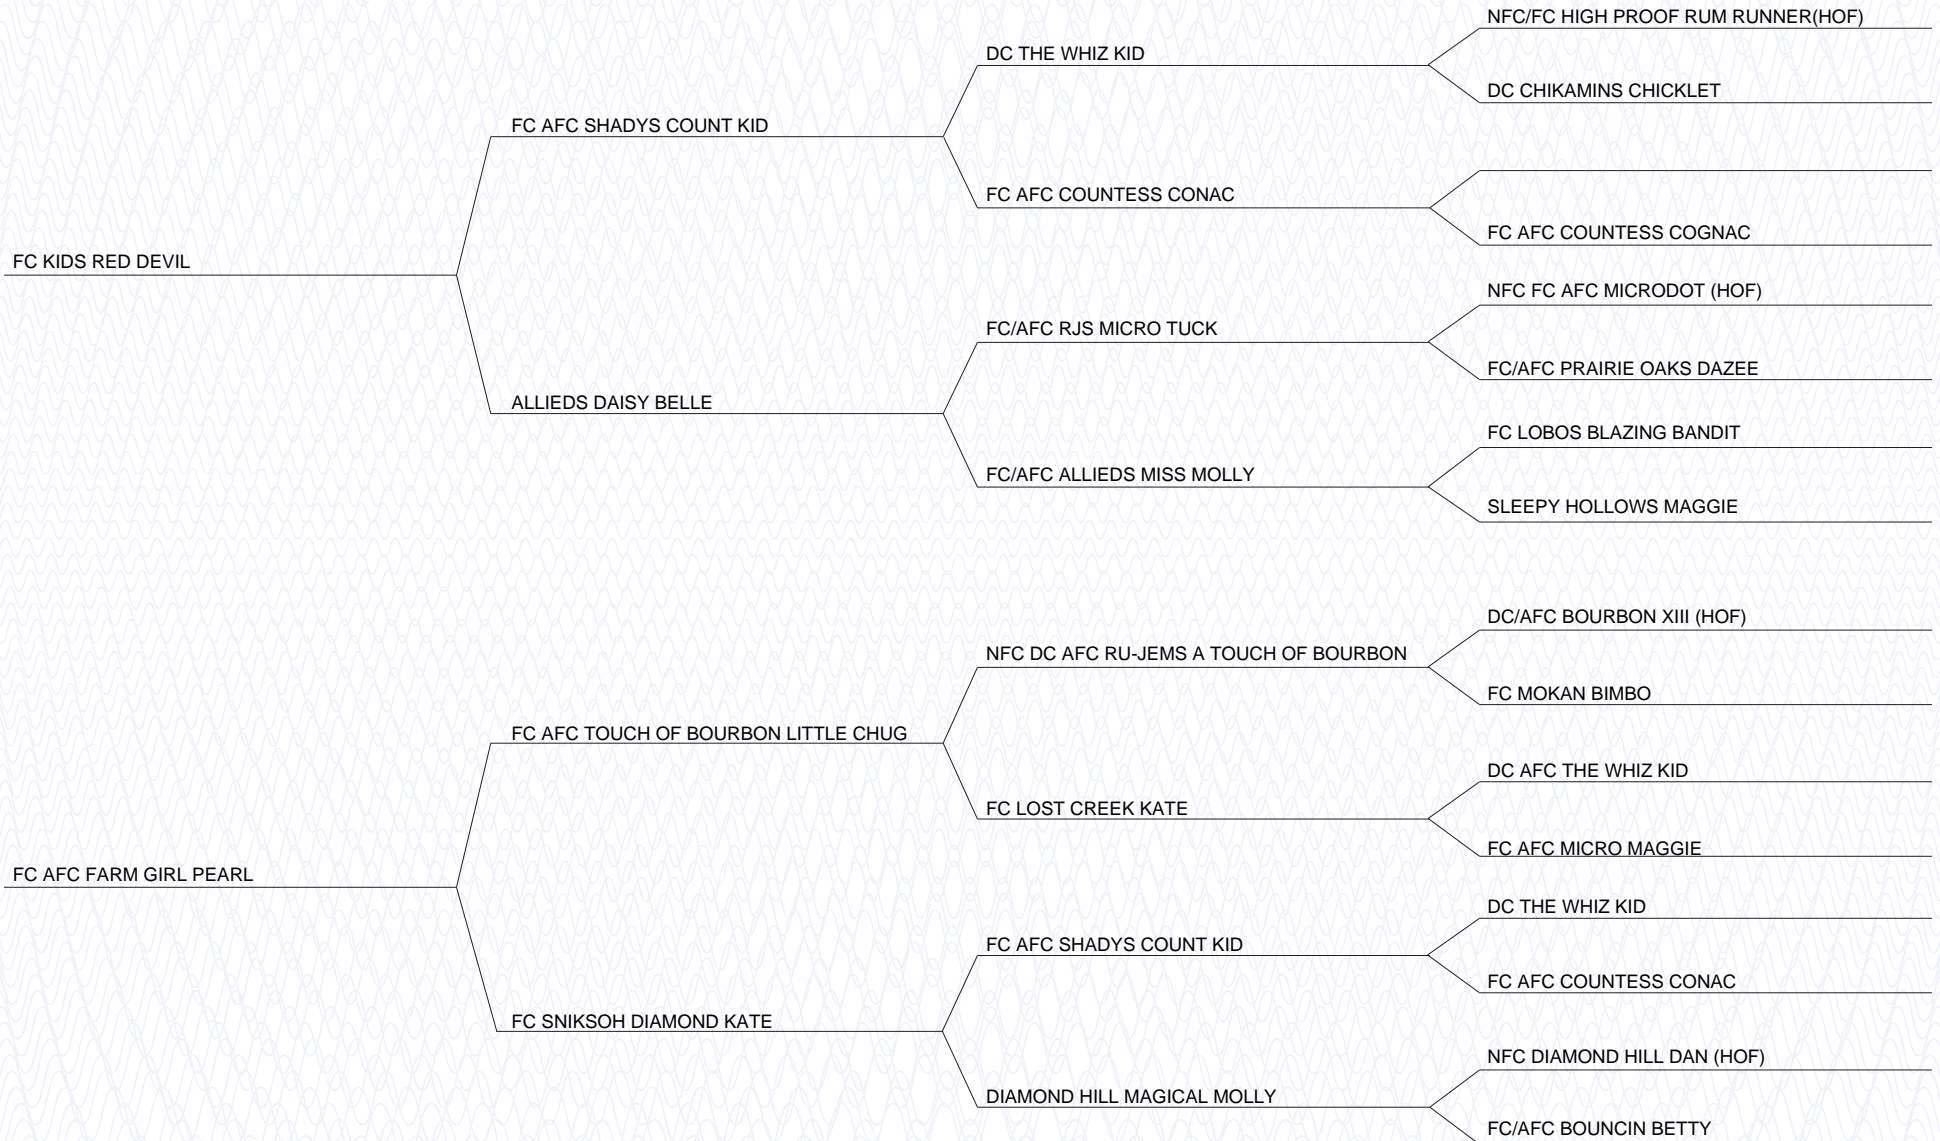 NFC/FC HIGH PROOF RUM RUNNER(HOF)
DC THE WHIZ KID
DC CHIKAMINS CHICKLET
FC AFC SHADYS COUNT KID
FC AFC COUNTESS CONAC
FC AFC COUNTESS COGNAC
FC KIDS RED DEVIL
NFC FC AFC MICRODOT (HOF)
FC/AFC RJS MICRO TUCK
FC/AFC PRAIRIE OAKS DAZEE
ALLIEDS DAISY BELLE
FC LOBOS BLAZING BANDIT
FC/AFC ALLIEDS MISS MOLLY
SLEEPY HOLLOWS MAGGIE
DC/AFC BOURBON XIII (HOF)
NFC DC AFC RU-JEMS A TOUCH OF BOURBON
FC MOKAN BIMBO
FC AFC TOUCH OF BOURBON LITTLE CHUG
DC AFC THE WHIZ KID
FC LOST CREEK KATE
FC AFC MICRO MAGGIE
FC AFC FARM GIRL PEARL
DC THE WHIZ KID
FC AFC SHADYS COUNT KID
FC AFC COUNTESS CONAC
FC SNIKSOH DIAMOND KATE
NFC DIAMOND HILL DAN (HOF)
DIAMOND HILL MAGICAL MOLLY
FC/AFC BOUNCIN BETTY